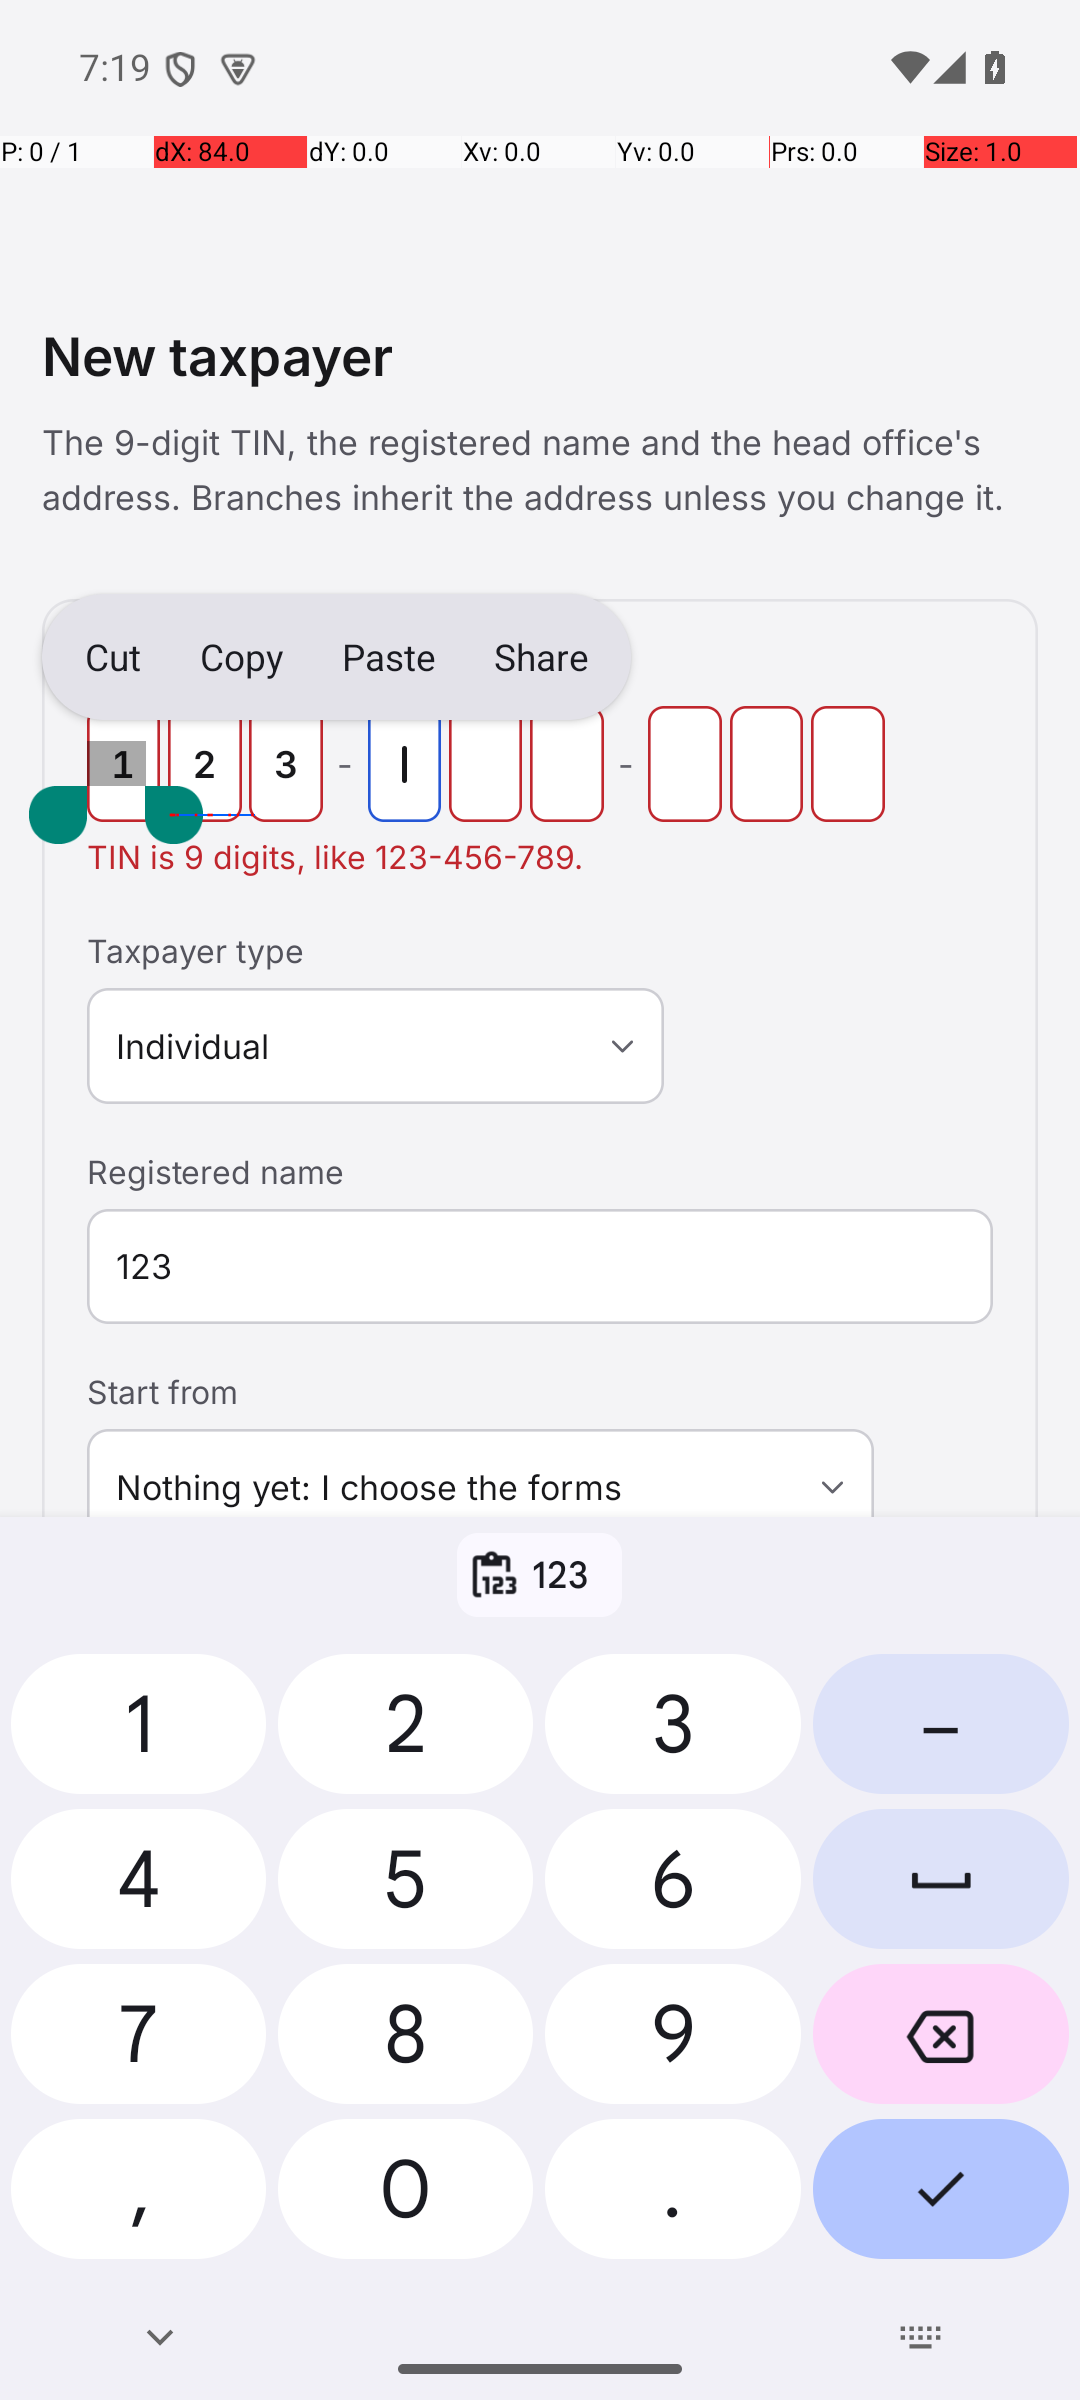 7:19
P: 0 / 1 dX: 84.0 dY: 0.0 Xv: 0.0 Yv: 0.0 Prs: 0.0 Size: 1.0
New taxpayer
The 9-digit TIN, the registered name and the head office's
address. Branches inherit the address unless you change it.
Cut Copy Paste Share
1 2 3 - -
TIN is 9 digits, like 123-456-789.
Taxpayer type
Individual
Registered name
123
Start from
Nothing yet: I choose the forms
123 123
1 2 3 –
4 5 6
7 8 9
, 0 .